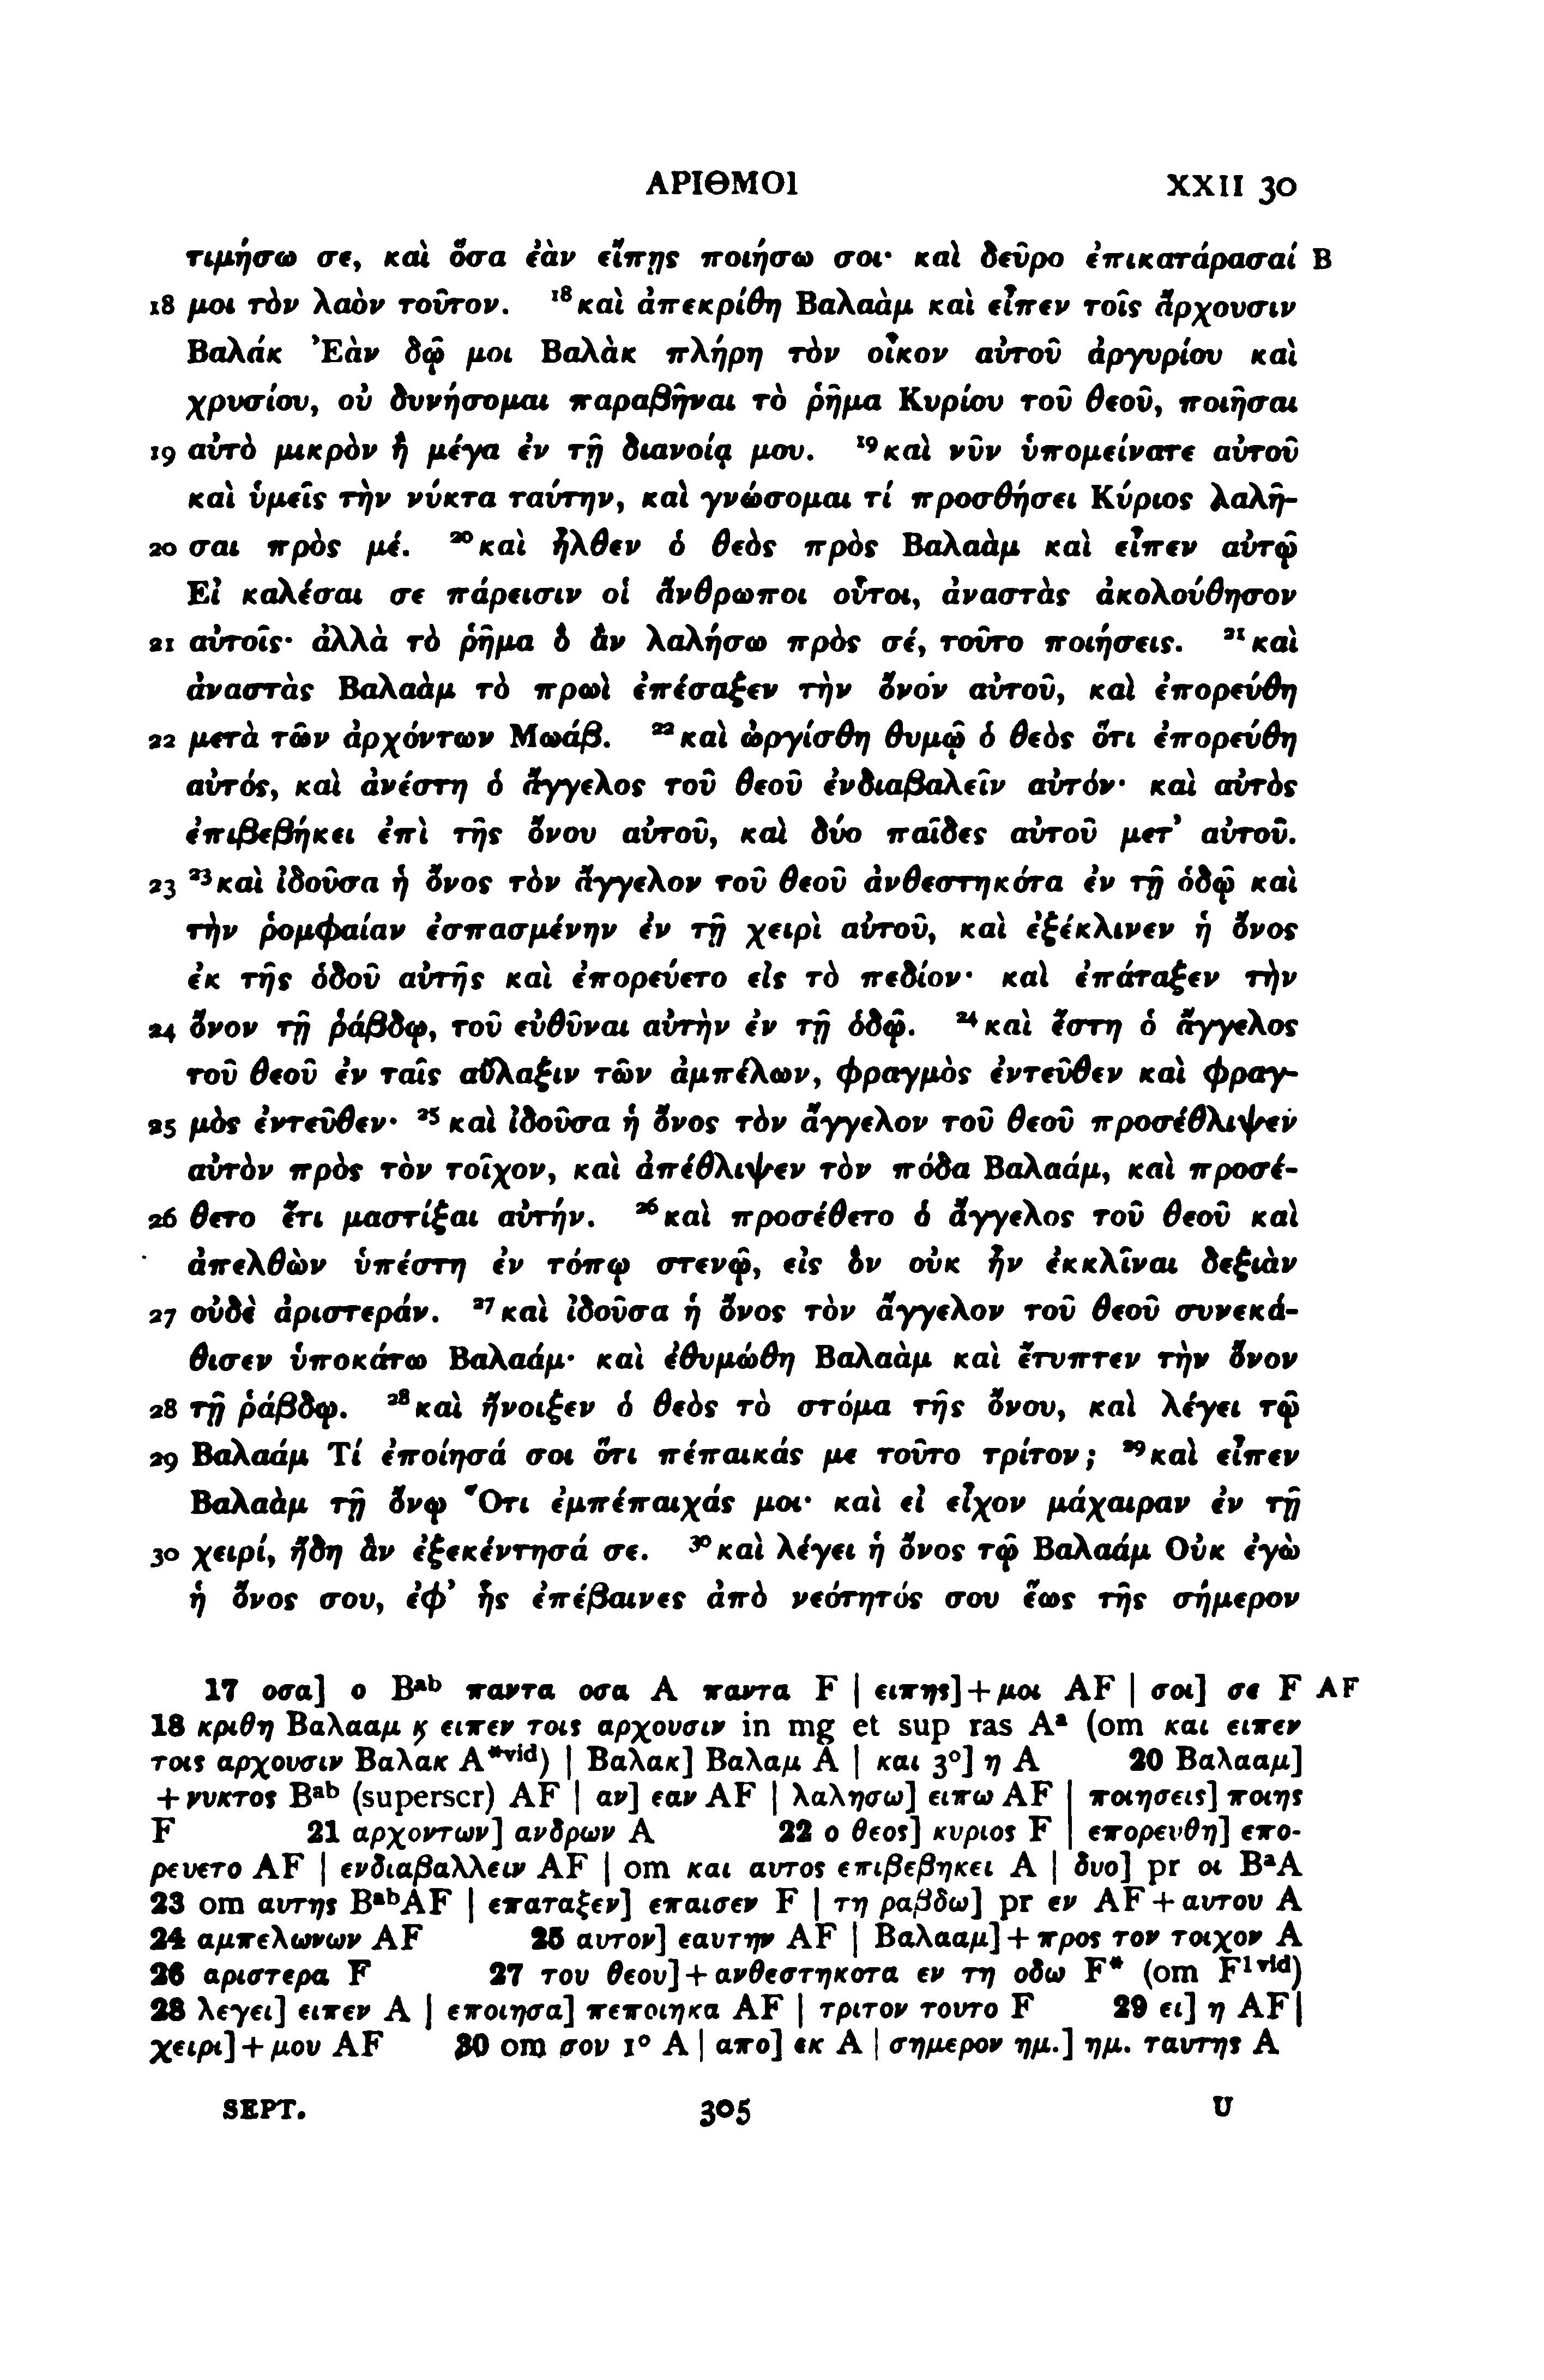 ΑΡΙΘΜΟΙ XXII 30
τιμήσω σε, καὶ ὅσα ἐὰν εἴπῃς ποιήσω σοι· καὶ δεῦρο ἐπικατάρασαί B
18 μοι τὸν λαὸν τοῦτον. ¹⁸καὶ ἀπεκρίθη Βαλαὰμ καὶ εἶπεν τοῖς ἄρχουσιν
Βαλάκ Ἐὰν δῷ μοι Βαλὰκ πλήρη τὸν οἶκον αὐτοῦ ἀργυρίου καὶ
χρυσίου, οὐ δυνήσομαι παραβῆναι τὸ ῥῆμα Κυρίου τοῦ θεοῦ, ποιῆσαι
19 αὐτὸ μικρὸν ἢ μέγα ἐν τῇ διανοίᾳ μου. ¹⁹καὶ νῦν ὑπομείνατε αὐτοῦ
καὶ ὑμεῖς τὴν νύκτα ταύτην, καὶ γνώσομαι τί προσθήσει Κύριος λαλῆ-
20 σαι πρὸς μέ. ²⁰καὶ ἦλθεν ὁ θεὸς πρὸς Βαλαὰμ καὶ εἶπεν αὐτῷ
Εἰ καλέσαι σε πάρεισιν οἱ ἄνθρωποι οὗτοι, ἀναστὰς ἀκολούθησον
21 αὐτοῖς· ἀλλὰ τὸ ῥῆμα ὃ ἂν λαλήσω πρὸς σέ, τοῦτο ποιήσεις. ²¹καὶ
ἀναστὰς Βαλαὰμ τὸ πρωὶ ἐπέσαξεν τὴν ὄνον αὐτοῦ, καὶ ἐπορεύθη
22 μετὰ τῶν ἀρχόντων Μωάβ. ²²καὶ ὠργίσθη θυμῷ ὁ θεὸς ὅτι ἐπορεύθη
αὐτός, καὶ ἀνέστη ὁ ἄγγελος τοῦ θεοῦ ἐνδιαβαλεῖν αὐτόν· καὶ αὐτὸς
ἐπιβεβήκει ἐπὶ τῆς ὄνου αὐτοῦ, καὶ δύο παῖδες αὐτοῦ μετ' αὐτοῦ.
23 ²³καὶ ἰδοῦσα ἡ ὄνος τὸν ἄγγελον τοῦ θεοῦ ἀνθεστηκότα ἐν τῇ ὁδῷ καὶ
τὴν ῥομφαίαν ἐσπασμένην ἐν τῇ χειρὶ αὐτοῦ, καὶ ἐξέκλινεν ἡ ὄνος
ἐκ τῆς ὁδοῦ αὐτῆς καὶ ἐπορεύετο εἰς τὸ πεδίον· καὶ ἐπάταξεν τὴν
24 ὄνον τῇ ῥάβδῳ, τοῦ εὐθῦναι αὐτὴν ἐν τῇ ὁδῷ. ²⁴καὶ ἔστη ὁ ἄγγελος
τοῦ θεοῦ ἐν ταῖς αὔλαξιν τῶν ἀμπέλων, φραγμὸς ἐντεῦθεν καὶ φραγ-
25 μὸς ἐντεῦθεν· ²⁵καὶ ἰδοῦσα ἡ ὄνος τὸν ἄγγελον τοῦ θεοῦ προσέθλιψεν
αὐτὸν πρὸς τὸν τοῖχον, καὶ ἀπέθλιψεν τὸν πόδα Βαλαάμ, καὶ προσέ-
26 θετο ἔτι μαστίξαι αὐτήν. ²⁶καὶ προσέθετο ὁ ἄγγελος τοῦ θεοῦ καὶ
ἀπελθὼν ὑπέστη ἐν τόπῳ στενῷ, εἰς ὃν οὐκ ἦν ἐκκλῖναι δεξιὰν
27 οὐδὲ ἀριστεράν. ²⁷καὶ ἰδοῦσα ἡ ὄνος τὸν ἄγγελον τοῦ θεοῦ συνεκά-
θισεν ὑποκάτω Βαλαάμ· καὶ ἐθυμώθη Βαλαὰμ καὶ ἔτυπτεν τὴν ὄνον
28 τῇ ῥάβδῳ. ²⁸καὶ ἤνοιξεν ὁ θεὸς τὸ στόμα τῆς ὄνου, καὶ λέγει τῷ
29 Βαλαάμ Τί ἐποίησά σοι ὅτι πέπαικάς με τοῦτο τρίτον; ²⁹καὶ εἶπεν
Βαλαὰμ τῇ ὄνῳ Ὅτι ἐμπέπαιχάς μοι· καὶ εἰ εἶχον μάχαιραν ἐν τῇ
30 χειρί, ἤδη ἂν ἐξεκέντησά σε. ³⁰καὶ λέγει ἡ ὄνος τῷ Βαλαάμ Οὐκ ἐγὼ
ἡ ὄνος σου, ἐφ' ἧς ἐπέβαινες ἀπὸ νεότητός σου ἕως τῆς σήμερον
17 οσα] ο Bᵃᵇ παντα οσα A παντα F | ειπης]+μοι AF | σοι] σε F AF
18 κριθη Βαλααμ ϗ ειπεν τοις αρχουσιν in mg et sup ras Aᵃ (om και ειπεν
τοις αρχουσιν Βαλακ A*ᵛⁱᵈ) | Βαλακ] Βαλαμ A | και 3°] η A 20 Βαλααμ]
+νυκτος Bᵃᵇ (superscr) AF | αν] εαν AF | λαλησω] ειπω AF | ποιησεις] ποιης
F 21 αρχοντων] ανδρων A 22 ο θεος] κυριος F | επορευθη] επο-
ρευετο AF | ενδιαβαλλειν AF | om και αυτος επιβεβηκει A | δυο] pr οι BᵃA
23 om αυτης BᵃᵇAF | επαταξεν] επαισεν F | τη ραβδω] pr εν AF+αυτου A
24 αμπελωνων AF 25 αυτον] εαυτην AF | Βαλααμ]+προς τον τοιχον A
26 αριστερα F 27 του θεου]+ανθεστηκοτα εν τη οδω F* (om F¹ᵛⁱᵈ)
28 λεγει] ειπεν A | εποιησα] πεποιηκα AF | τριτον τουτο F 29 ει] η AF |
χειρι]+μου AF 30 om σου 1° A | απο] εκ A | σημερον ημ.] ημ. ταυτης A
SEPT. 305 U